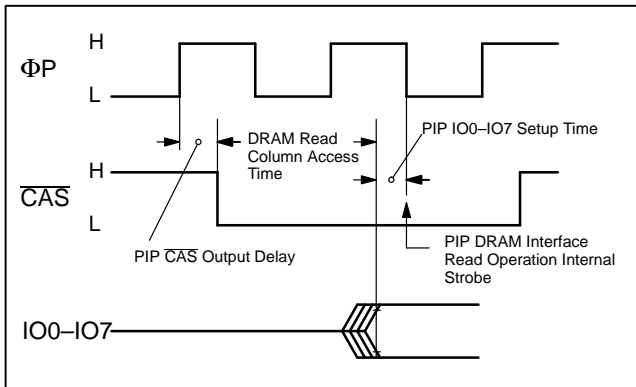 H
ΦP
L
PIP IO0–IO7 Setup Time
DRAM Read
Column Access
Time
H
CAS
L
PIP CAS Output Delay
PIP DRAM Interface
Read Operation Internal
Strobe
IO0–IO7